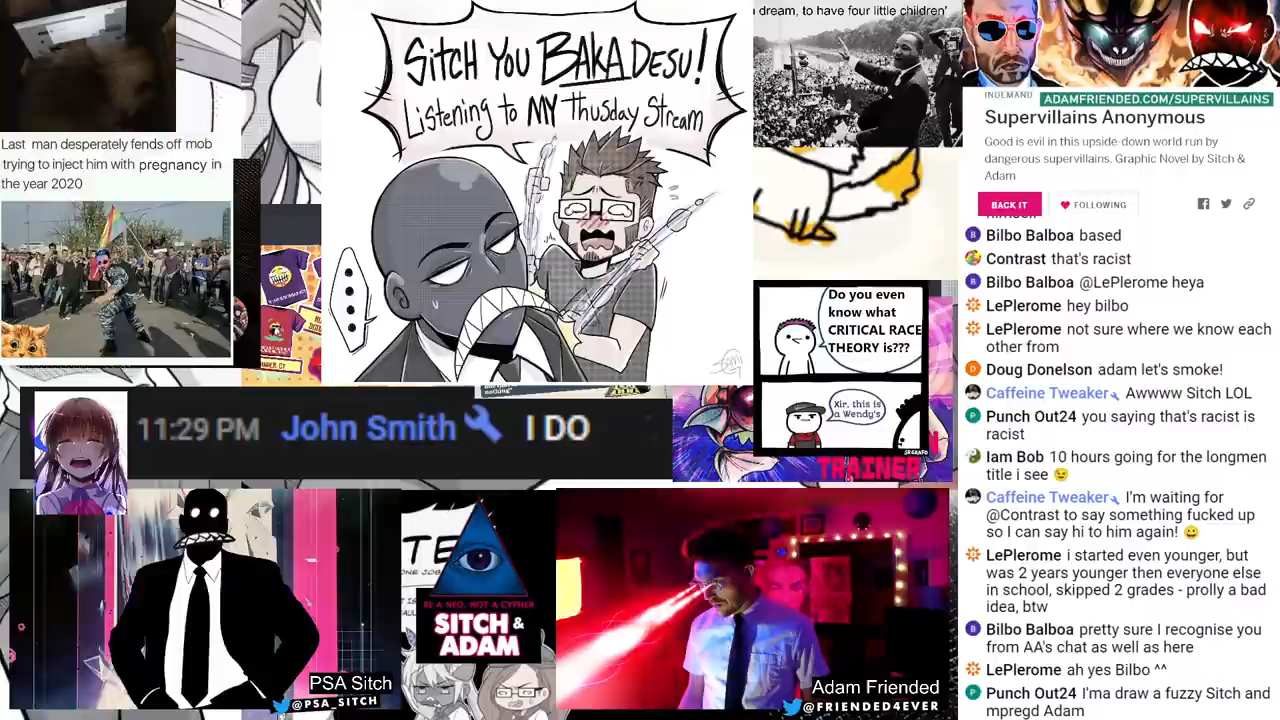 Last man desperately fends off mob
trying to inject him with pregnancy in
the year 2020
SITCH YOU BAKA DESU!
Listening to MY Thusday Stream
dream, to have four little children'
INDEMAND
ADAMFRIENDED.COM/SUPERVILLAINS
Supervillains Anonymous
Good is evil in this upside-down world run by
dangerous supervillains. Graphic Novel by Sitch &
Adam
BACK IT
FOLLOWING
Do you even
know what
CRITICAL RACE
THEORY is???
Xir, this is
a Wendy's
SRGRAFO
TRAINER
11:29 PM John Smith I DO
BE A NEO, NOT A CYPHER
SITCH &
ADAM
PSA Sitch
@PSA_SITCH
Adam Friended
@FRIENDED4EVER
Bilbo Balboa based
Contrast that's racist
Bilbo Balboa @LePlerome heya
LePlerome hey bilbo
LePlerome not sure where we know each
other from
Doug Donelson adam let's smoke!
Caffeine Tweaker Awwww Sitch LOL
Punch Out24 you saying that's racist is
racist
Iam Bob 10 hours going for the longmen
title i see 😉
Caffeine Tweaker I'm waiting for
@Contrast to say something fucked up
so I can say hi to him again! 😀
LePlerome i started even younger, but
was 2 years younger then everyone else
in school, skipped 2 grades - prolly a bad
idea, btw
Bilbo Balboa pretty sure I recognise you
from AA's chat as well as here
LePlerome ah yes Bilbo ^^
Punch Out24 I'ma draw a fuzzy Sitch and
mpregd Adam